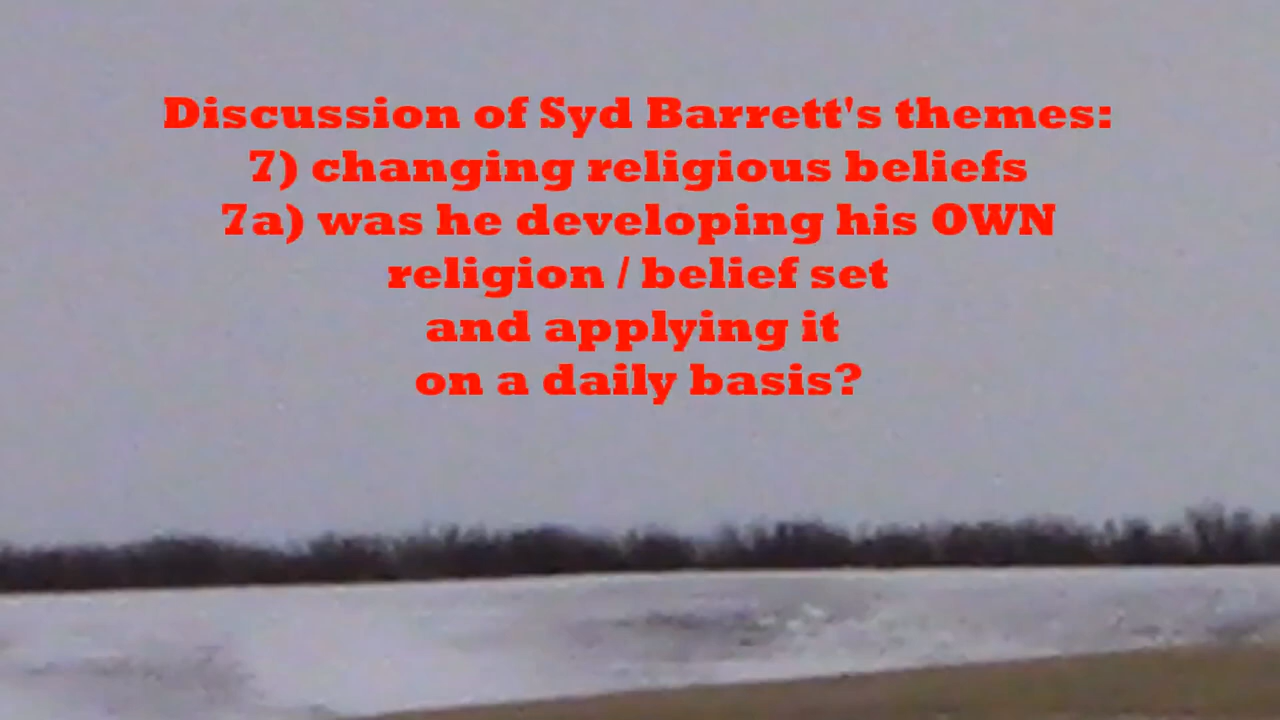 Discussion of Syd Barrett's themes:
7) changing religious beliefs
7a) was he developing his OWN
religion / belief set
and applying it
on a daily basis?